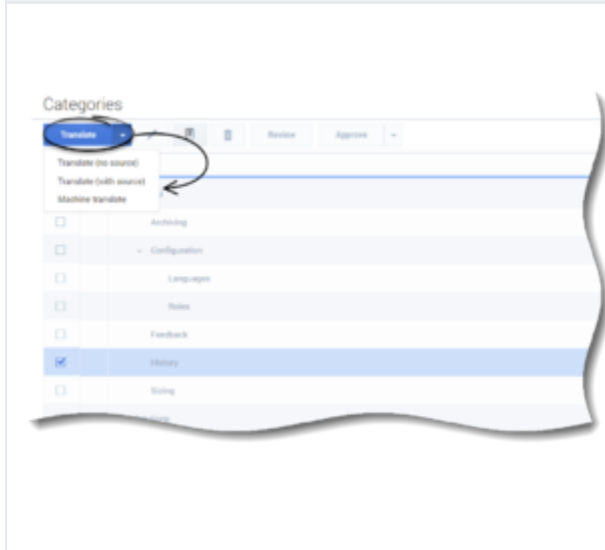 Categories
Translate
Review
Approve
Translate (no source)
Translate (with source)
Machine translate
Archiving
Configuration
Languages
Roles
Feedback
History
Sizing